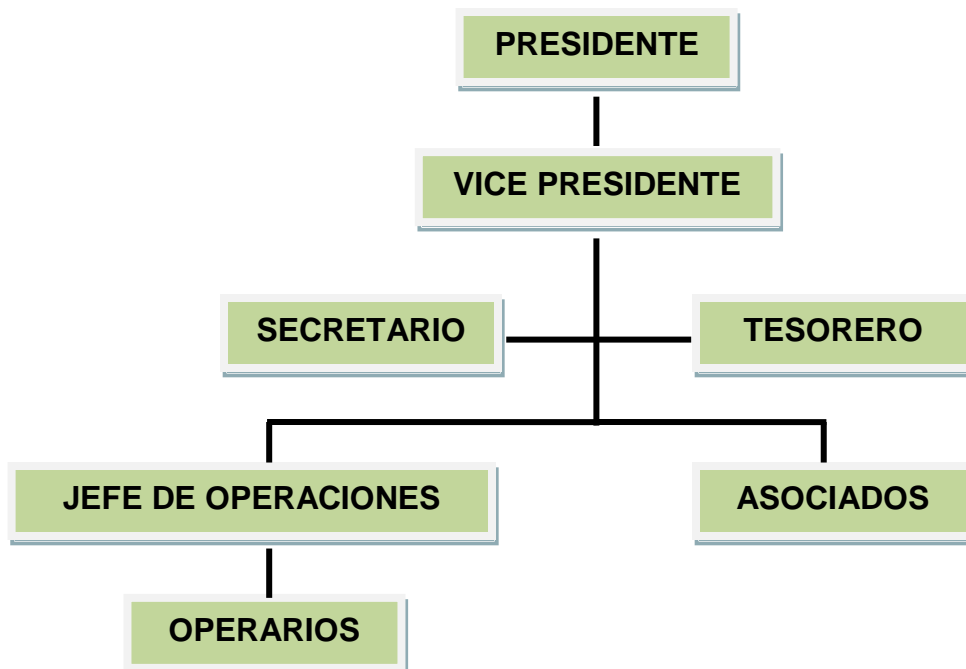 PRESIDENTE
VICE PRESIDENTE
SECRETARIO
TESORERO
JEFE DE OPERACIONES
ASOCIADOS
OPERARIOS